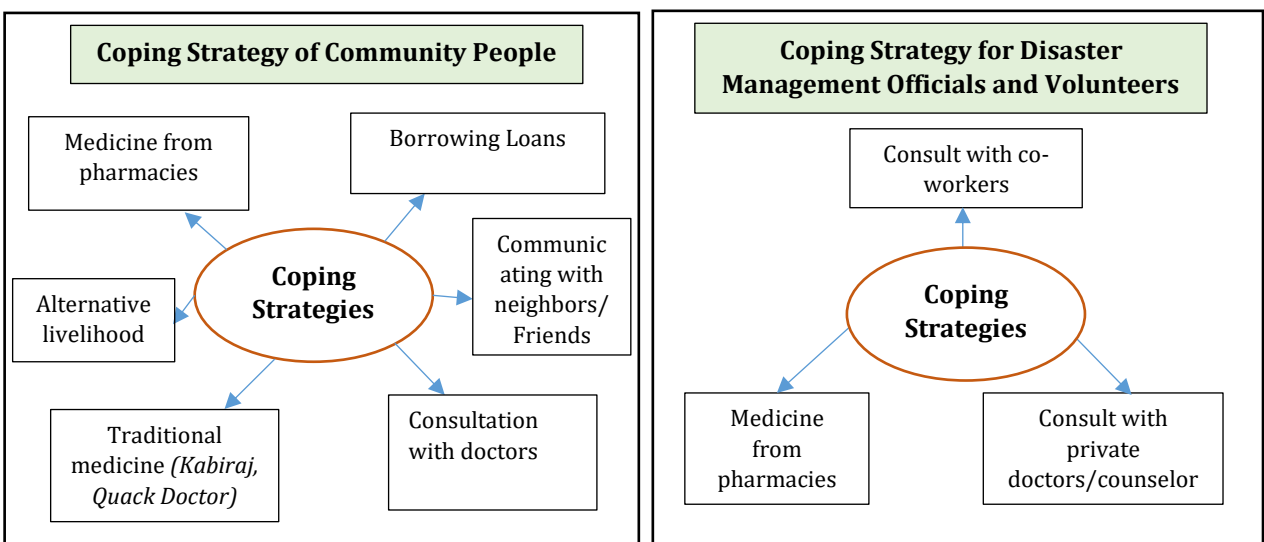 Coping Strategy of Community People
Medicine from
pharmacies
Borrowing Loans
Coping
Strategies
Communic
ating with
neighbors/
Friends
Alternative
livelihood
Traditional
medicine (Kabiraj,
Quack Doctor)
Consultation
with doctors
Coping Strategy for Disaster
Management Officials and Volunteers
Consult with co-
workers
Coping
Strategies
Medicine
from
pharmacies
Consult with
private
doctors/counselor